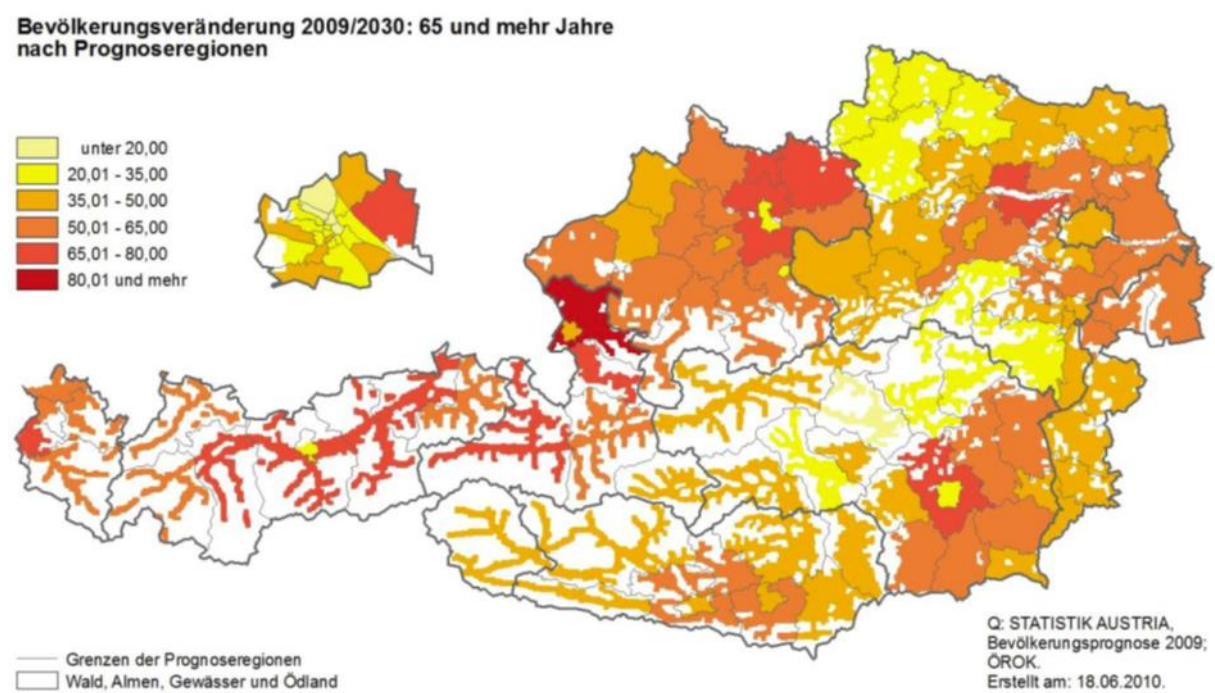 Bevölkerungsveränderung 2009/2030: 65 und mehr Jahre
nach Prognoseregionen
unter 20,00
20,01 - 35,00
35,01 - 50,00
50,01 - 65,00
65,01 - 80,00
80,01 und mehr
Grenzen der Prognoseregionen
Wald, Almen, Gewässer und Ödland
Q: STATISTIK AUSTRIA,
Bevölkerungsprognose 2009;
ÖROK.
Erstellt am: 18.06.2010.